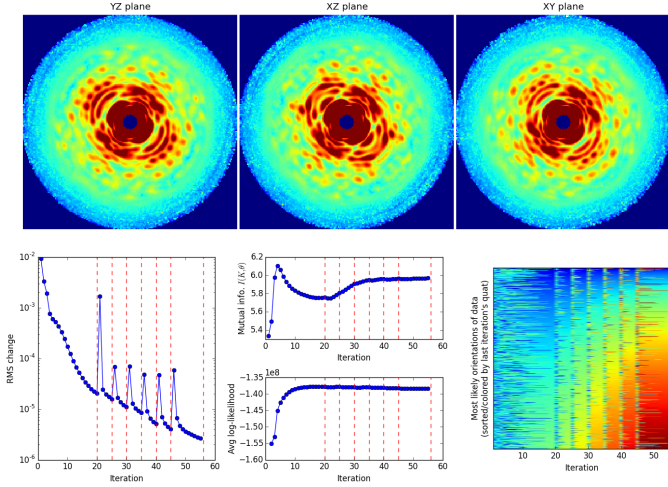 YZ plane
XZ plane
XY plane
10^-2
10^-3
10^-4
10^-5
10^-6
RMS change
0 10 20 30 40 50 60
Iteration
6.2
6.0
5.8
5.6
5.4
Mutual info. I(K,θ)
0 10 20 30 40 50 60
Iteration
1e8
−1.35
−1.40
−1.45
−1.50
−1.55
−1.60
Avg log-likelihood
0 10 20 30 40 50 60
Iteration
Most likely orientations of data
(sorted/colored by last iteration's quat)
0 10 20 30 40 50
Iteration